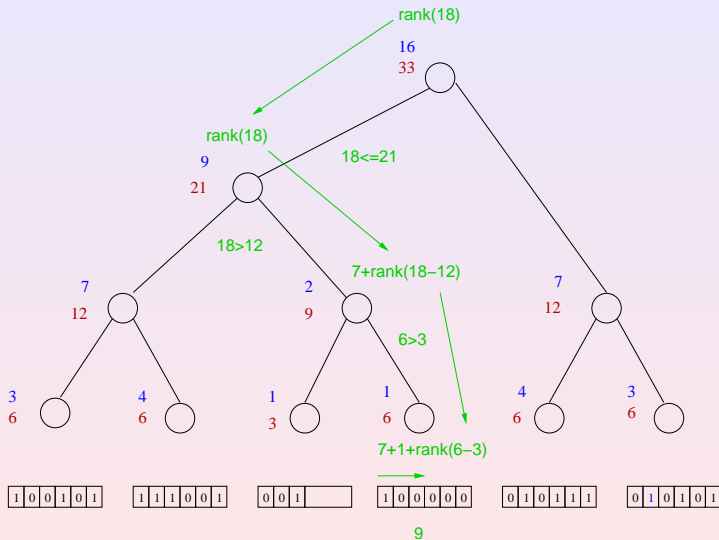 rank(18)
16
33
rank(18)
9
18<=21
21
18>12
7+rank(18−12)
7
2
7
12
9
12
6>3
3
4
1
1
4
3
6
6
3
6
6
6
7+1+rank(6−3)
1 0 0 1 0 1
1 1 1 0 0 1
0 0 1
1 0 0 0 0 0
0 1 0 1 1 1
0 1 0 1 0 1
9